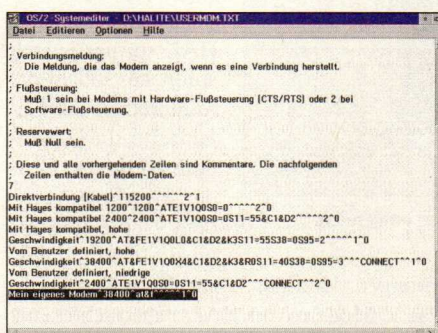 OS/2-Systemeditor - D:\HALITE\USERMDM.TXT
Datei Editieren Optionen Hilfe
;
; Verbindungsmeldung:
; Die Meldung, die das Modem anzeigt, wenn es eine Verbindung herstellt.
;
; Flußsteuerung:
; Muß 1 sein bei Modems mit Hardware-Flußsteuerung (CTS/RTS) oder 2 bei
; Software-Flußsteuerung.
;
; Reservewert:
; Muß Null sein.
;
; Diese und alle vorhergehenden Zeilen sind Kommentare. Die nachfolgenden
; Zeilen enthalten die Modem-Daten.
7
Direktverbindung (Kabel)^115200^^^^^^2^1
Mit Hayes kompatibel 1200^1200^ATE1V1Q0S0=0^^^^^2^0
Mit Hayes kompatibel 2400^2400^ATE1V1Q0S0=0S11=55&C1&D2^^^^^2^0
Mit Hayes kompatibel, hohe
Geschwindigkeit^19200^AT&FE1V1Q0L0&C1&D2&K3S11=55S38=0S95=2^^^^^1^0
Vom Benutzer definiert, hohe
Geschwindigkeit^38400^AT&FE1V1Q0X4&C1&D2&K3&R0S11=40S38=0S95=3^^^CONNECT^^1^0
Vom Benutzer definiert, niedrige
Geschwindigkeit^2400^ATE1V1Q0S0=0S11=55&C1&D2^^^CONNECT^^2^0
Mein eigenes Modem^38400^at&f^^^^^1^0